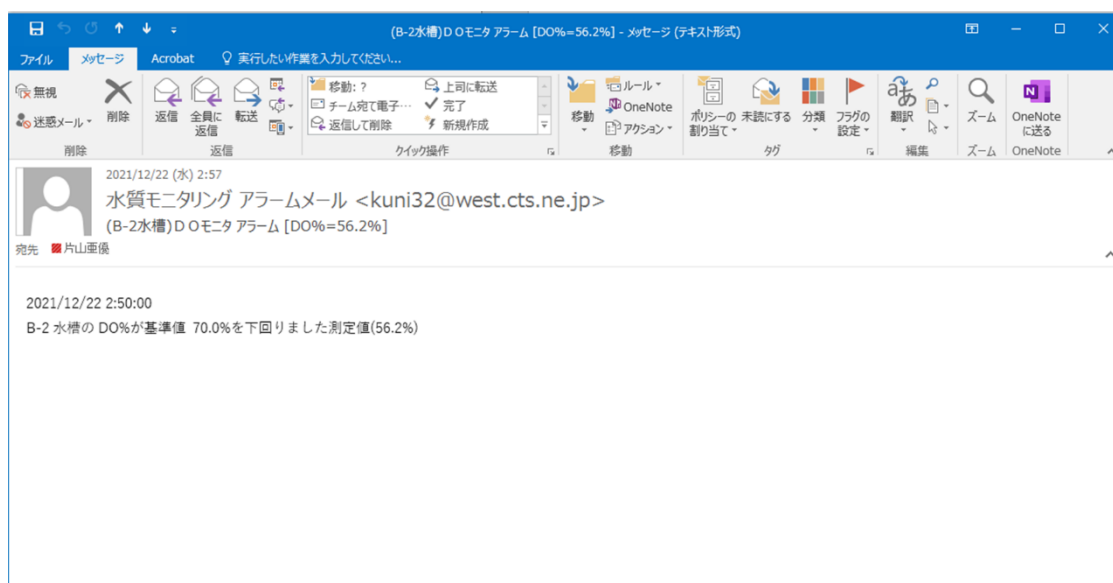 (B-2水槽)ＤＯモニタ アラーム [DO%=56.2%] - メッセージ (テキスト形式)
ファイル メッセージ Acrobat 実行したい作業を入力してください...
無視
迷惑メール
削除
返信
全員に
返信
転送
移動: ?
上司に転送
チーム宛て電子…
完了
返信して削除
新規作成
移動
ルール
OneNote
アクション
ポリシーの
割り当て
未読にする
分類
フラグの
設定
翻訳
ズーム
OneNote
に送る
削除 返信 クイック操作 移動 タグ 編集 ズーム OneNote
2021/12/22 (水) 2:57
水質モニタリング アラームメール <kuni32@west.cts.ne.jp>
(B-2水槽)ＤＯモニタ アラーム [DO%=56.2%]
宛先 片山亜優
2021/12/22 2:50:00
B-2 水槽の DO%が基準値 70.0%を下回りました測定値(56.2%)